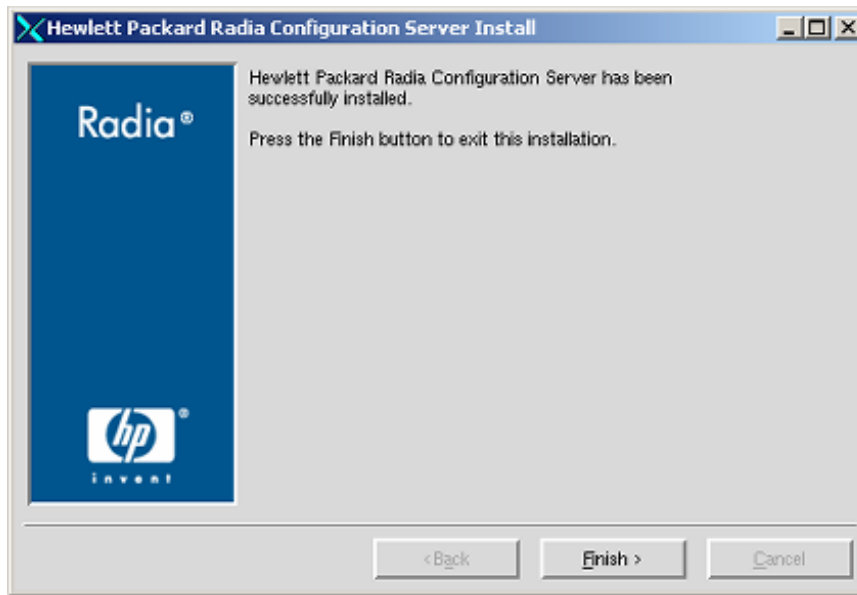 Hewlett Packard Radia Configuration Server Install
Radia®
Hewlett Packard Radia Configuration Server has been
successfully installed.
Press the Finish button to exit this installation.
hp®
invent
< Back
Finish >
Cancel